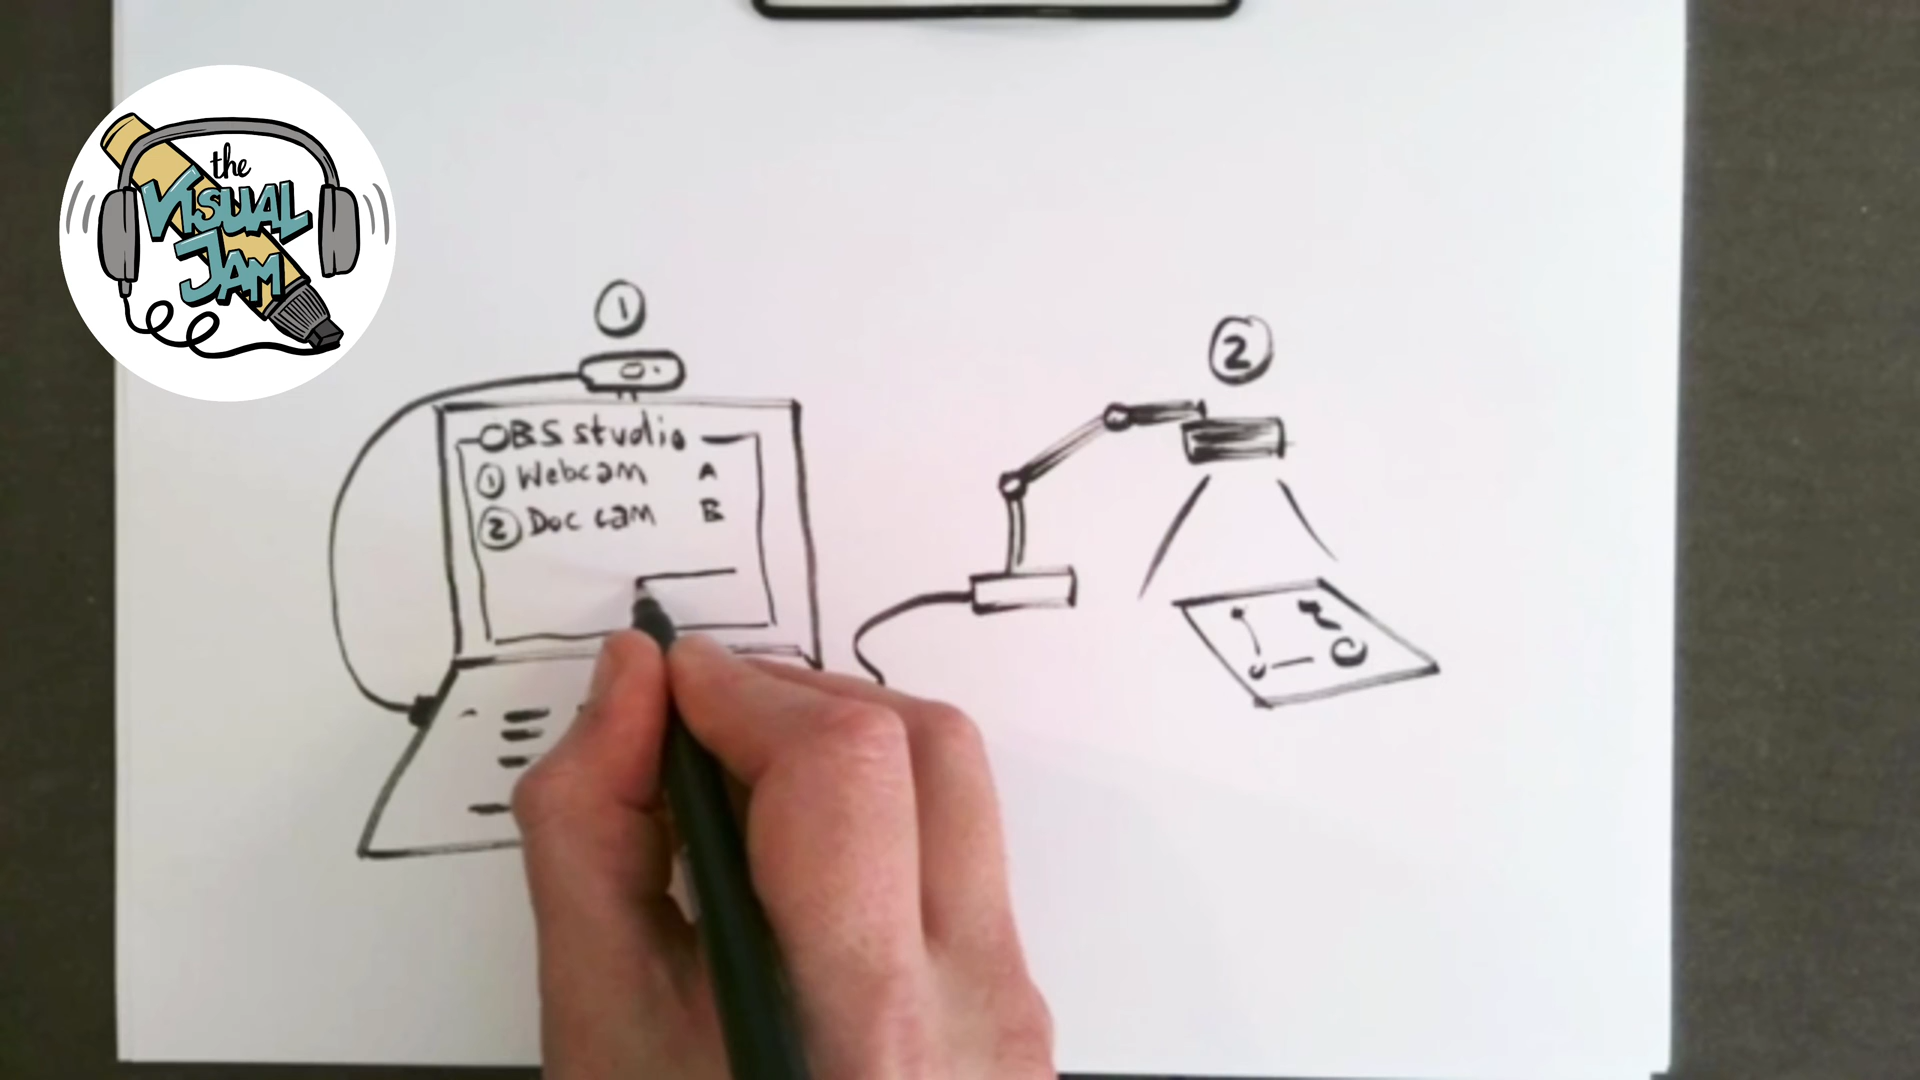 the
VISUAL
JAM
1
2
OBS studio
1 Webcam A
2 Doc cam B